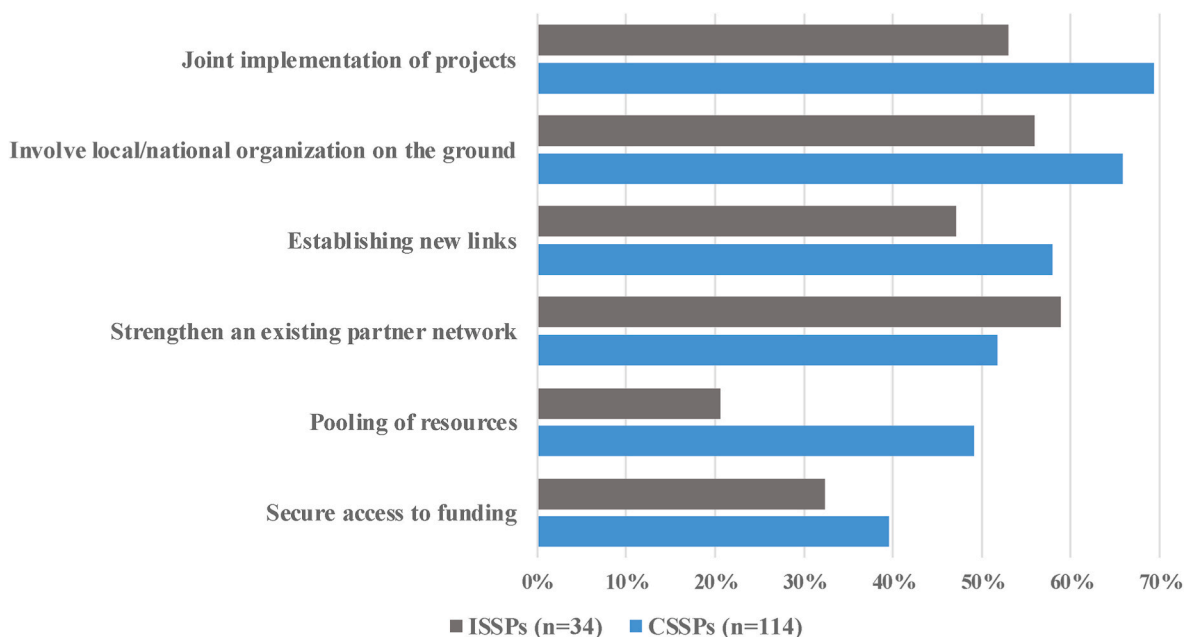 Joint implementation of projects
Involve local/national organization on the ground
Establishing new links
Strengthen an existing partner network
Pooling of resources
Secure access to funding
0% 10% 20% 30% 40% 50% 60% 70%
ISSPs (n=34) CSSPs (n=114)